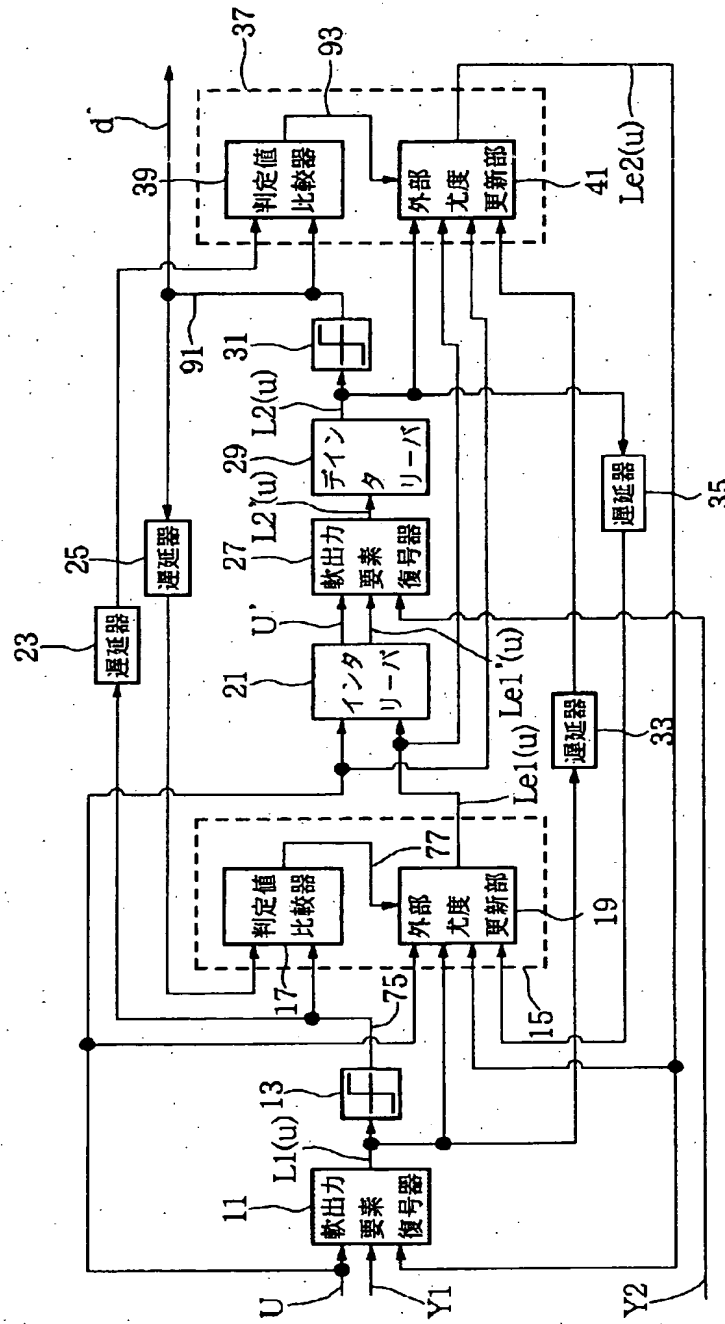 U
Y1
Y2
11
軟出力
要素
復号器
L1(u)
13
75
15
17
判定値
比較器
77
外部
尤度
更新部
19
Le1(u)
23
遅延器
25
遅延器
21
インタ
リーバ
U'
Le1'(u)
27
軟出力
要素
復号器
L2'(u)
29
デイン
タ
リーバ
L2(u)
31
91
33
遅延器
35
遅延器
d
37
39
判定値
比較器
93
外部
尤度
更新部
41
Le2(u)